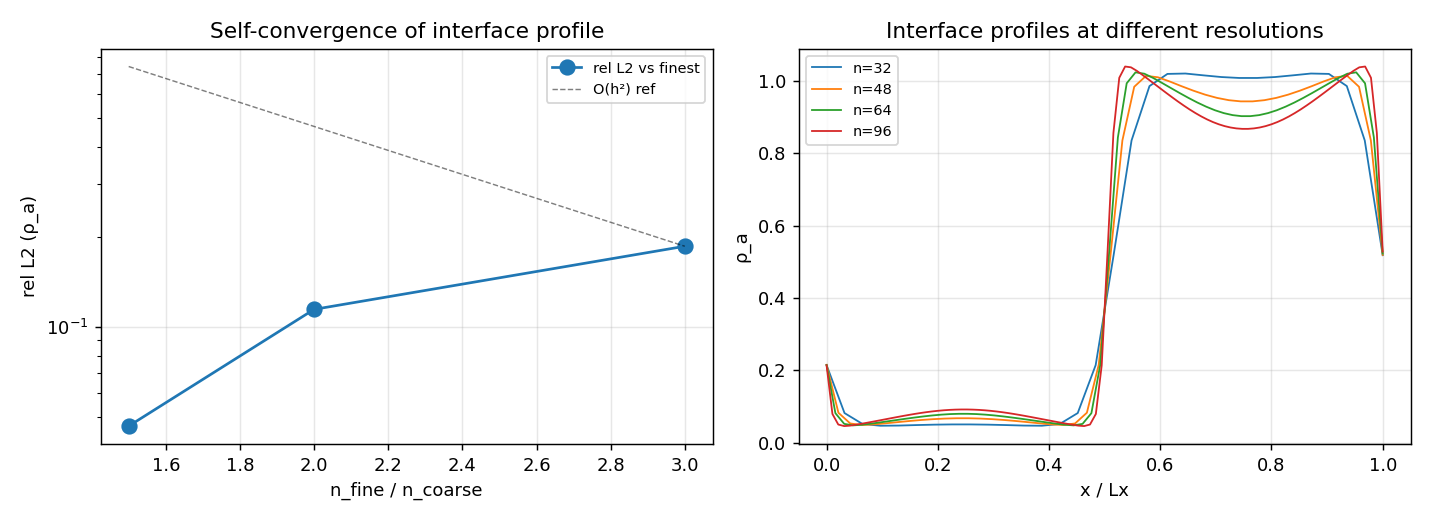 Self-convergence of interface profile
rel L2 (ρ_a)
10⁻¹
rel L2 vs finest
O(h²) ref
1.6 1.8 2.0 2.2 2.4 2.6 2.8 3.0
n_fine / n_coarse
Interface profiles at different resolutions
ρ_a
1.0
0.8
0.6
0.4
0.2
0.0
n=32
n=48
n=64
n=96
0.0 0.2 0.4 0.6 0.8 1.0
x / Lx